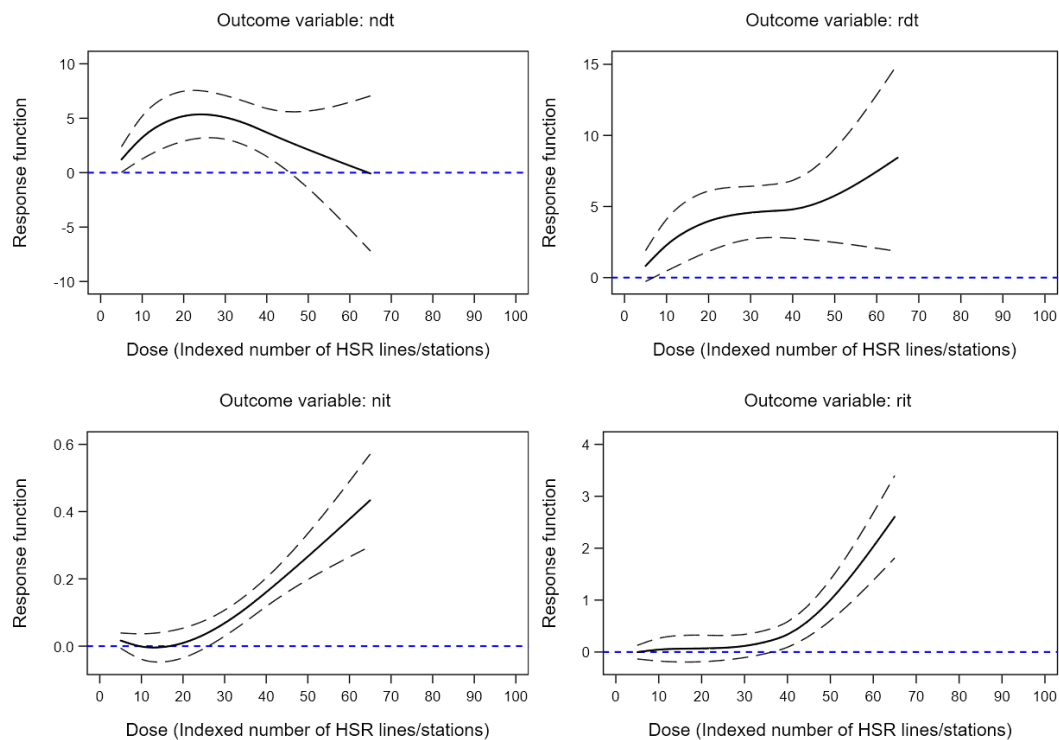 Outcome variable: ndt
Response function
10
5
0
-5
-10
0 10 20 30 40 50 60 70 80 90 100
Dose (Indexed number of HSR lines/stations)
Outcome variable: rdt
Response function
15
10
5
0
0 10 20 30 40 50 60 70 80 90 100
Dose (Indexed number of HSR lines/stations)
Outcome variable: nit
Response function
0.6
0.4
0.2
0.0
0 10 20 30 40 50 60 70 80 90 100
Dose (Indexed number of HSR lines/stations)
Outcome variable: rit
Response function
4
3
2
1
0
0 10 20 30 40 50 60 70 80 90 100
Dose (Indexed number of HSR lines/stations)